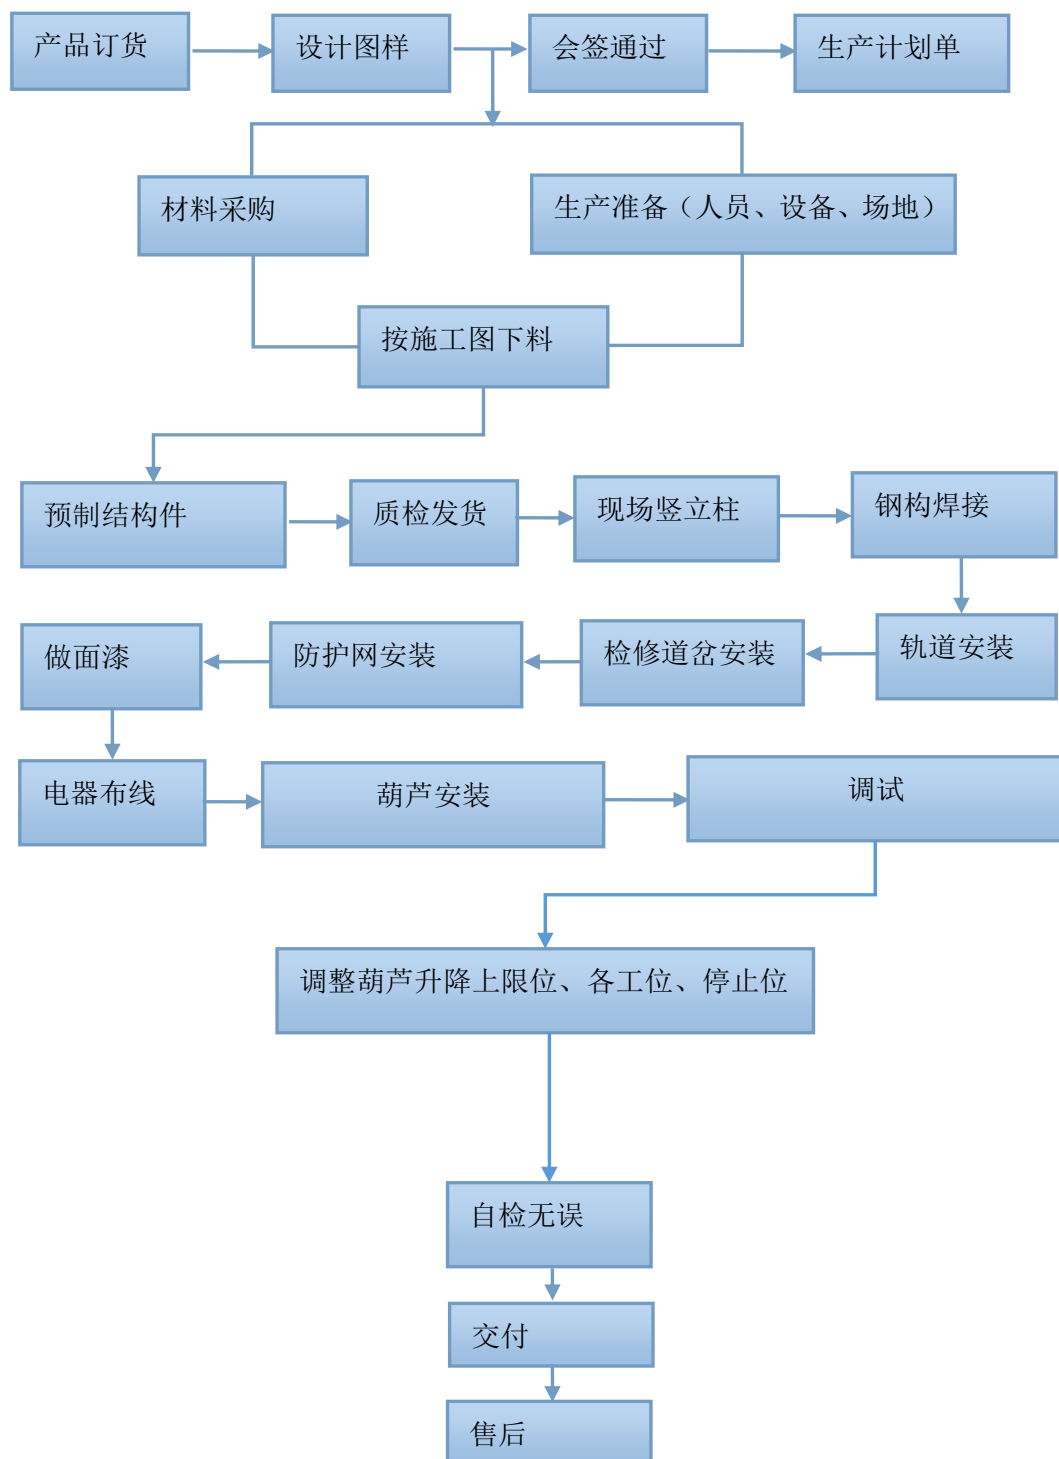 产品订货
设计图样
会签通过
生产计划单
材料采购
生产准备（人员、设备、场地）
按施工图下料
预制结构件
质检发货
现场竖立柱
钢构焊接
轨道安装
检修道岔安装
防护网安装
做面漆
电器布线
葫芦安装
调试
调整葫芦升降上限位、各工位、停止位
自检无误
交付
售后